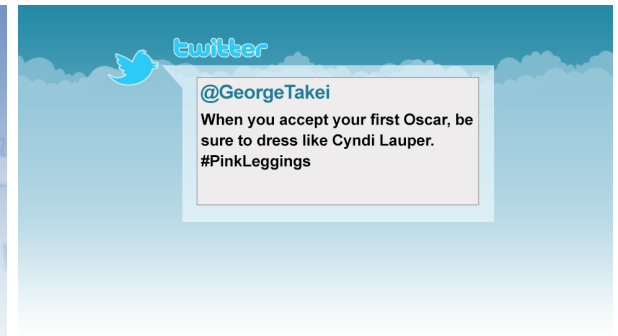 twitter
@GeorgeTakei
When you accept your first Oscar, be
sure to dress like Cyndi Lauper.
#PinkLeggings